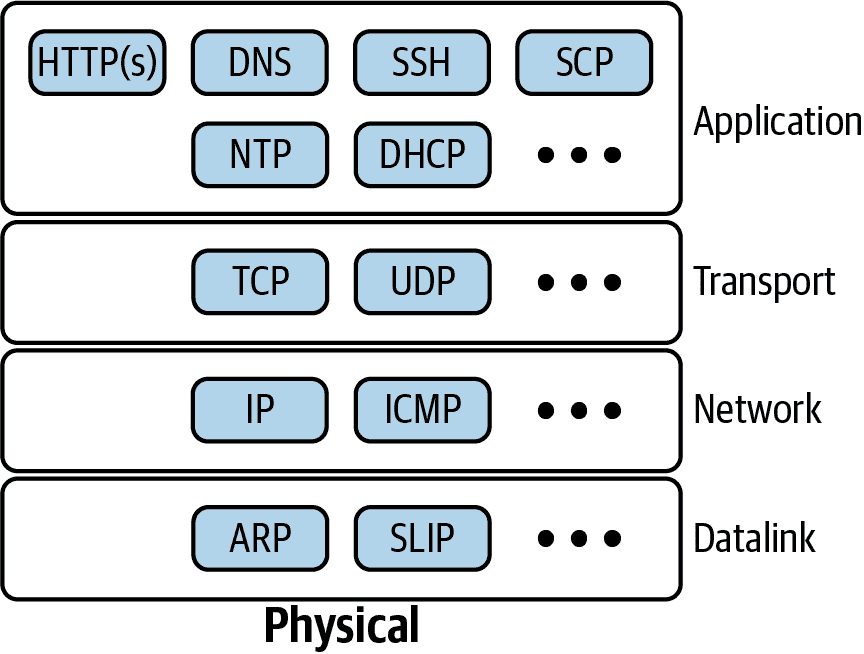 HTTP(s) DNS SSH SCP
NTP DHCP
Application
TCP UDP
Transport
IP ICMP
Network
ARP SLIP
Datalink
Physical